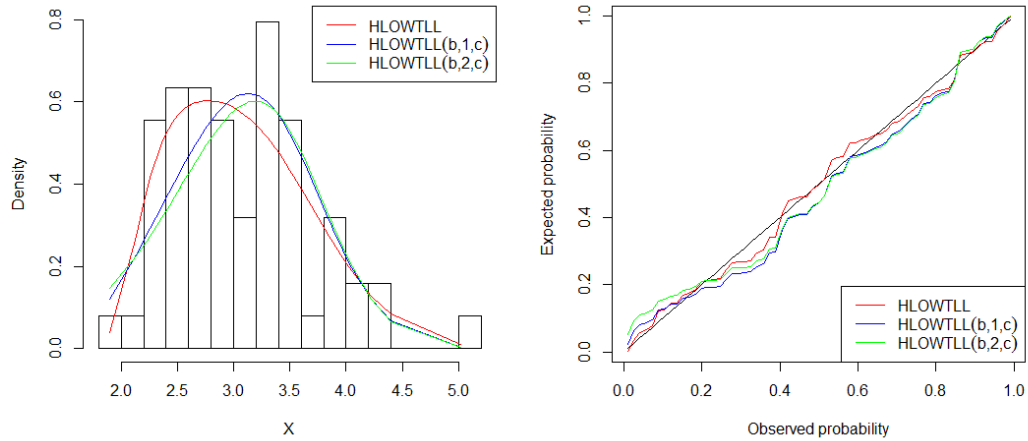 HLOWTLL
HLOWTLL(b,1,c)
HLOWTLL(b,2,c)
Density
0.8
0.6
0.4
0.2
0.0
2.0 2.5 3.0 3.5 4.0 4.5 5.0
X
Expected probability
1.0
0.8
0.6
0.4
0.2
0.0
HLOWTLL
HLOWTLL(b,1,c)
HLOWTLL(b,2,c)
0.0 0.2 0.4 0.6 0.8 1.0
Observed probability